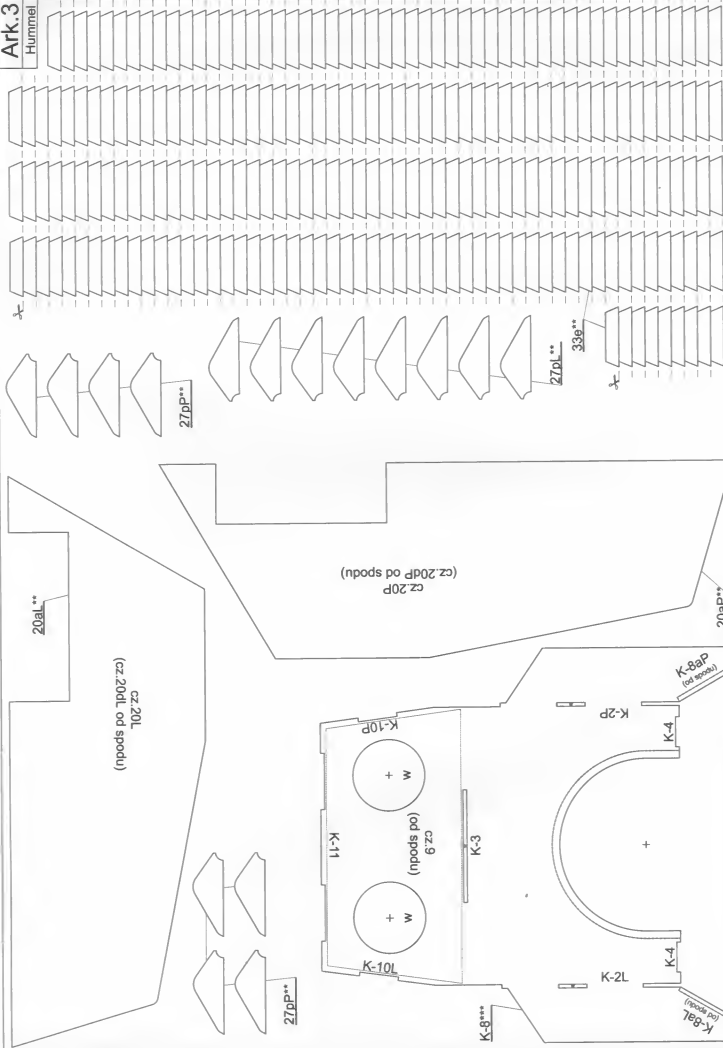 Ark.3
Hummel
33e**
27pL**
27pP**
20aL**
cz.20L
(cz.20dL od spodu)
cz.20P
(cz.20dP od spodu)
20aP**
27pP**
K-11
K-10P
K-10L
w
w
cz.9
(od spodu)
K-3
K-8***
K-2P
K-2L
K-4
K-4
K-8aP
(od spodu)
K-8aL
(od spodu)